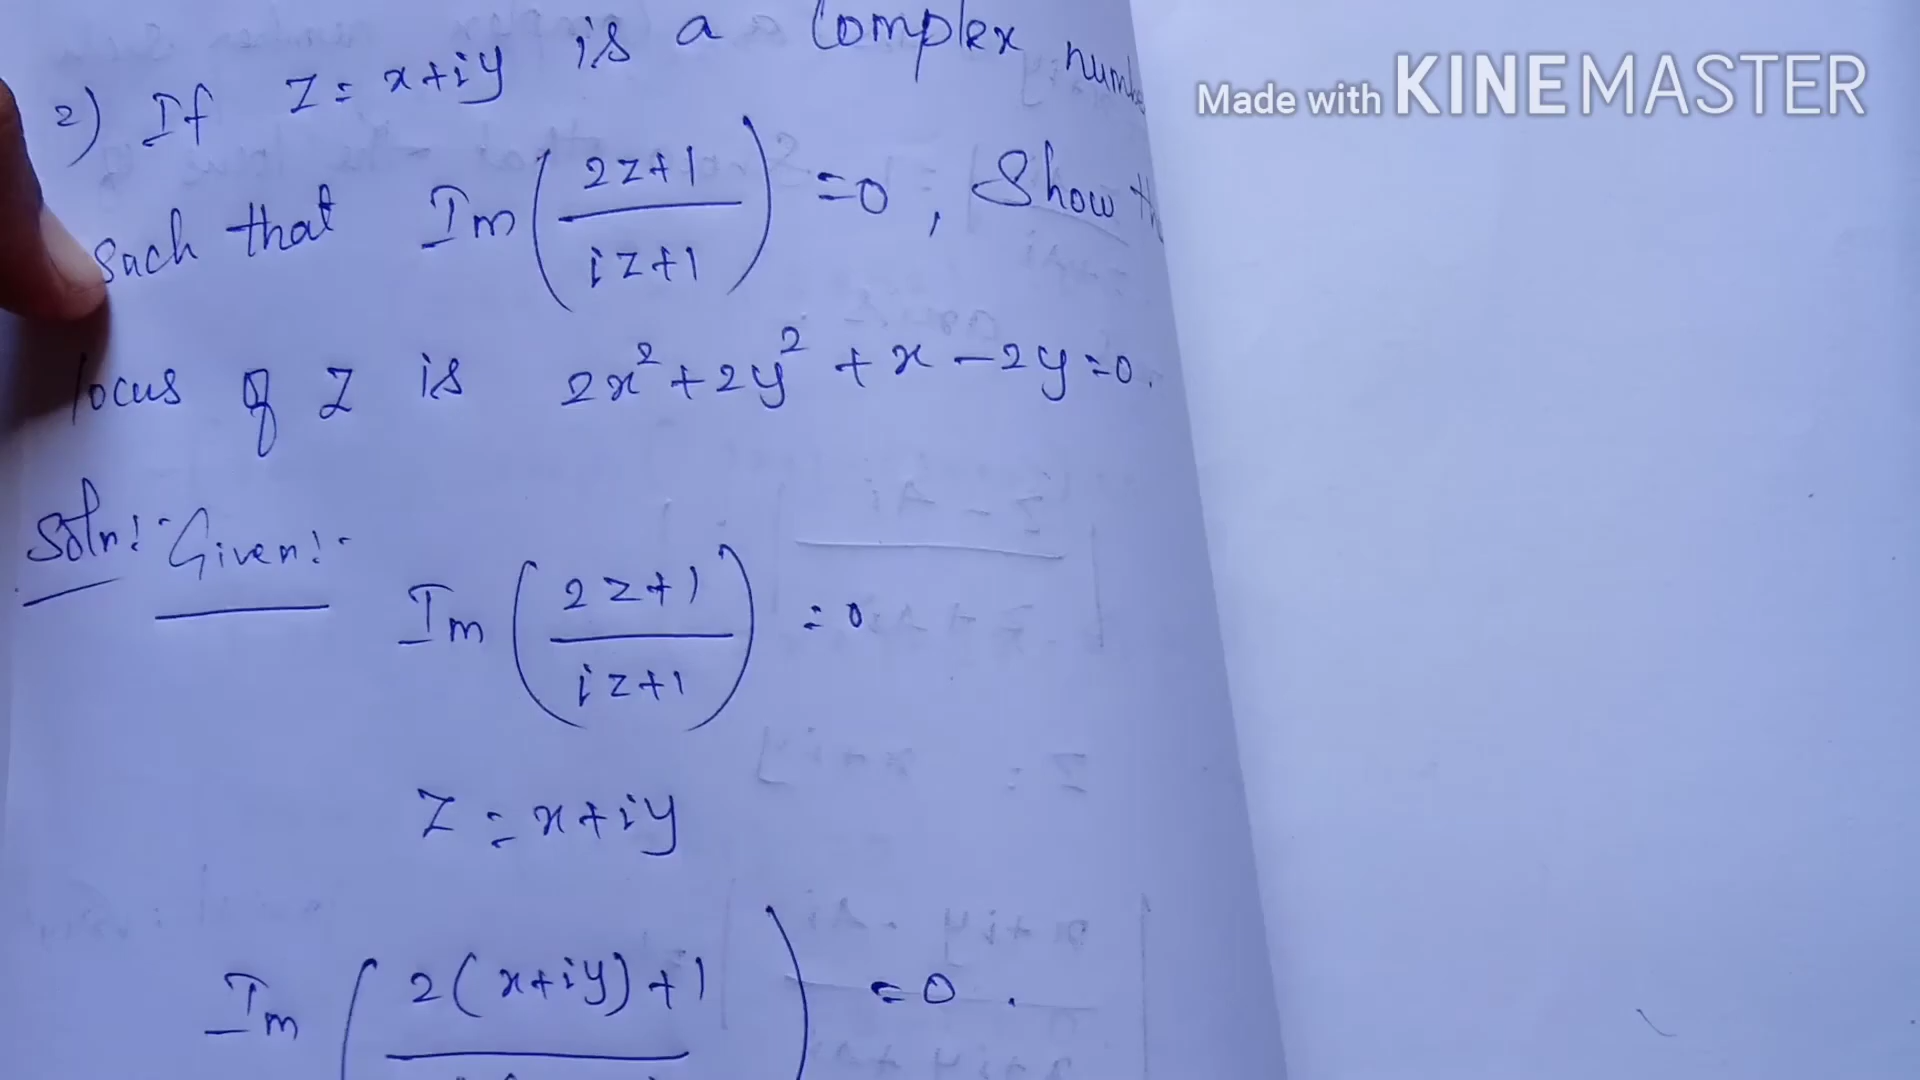 2) If z = x+iy is a Complex
Made with KINEMASTER
such that Im (2z+1 / iz+1) =0, Show
locus of z is 2x² + 2y² + x - 2y = 0.
Soln:- Given:-
Im (2z+1 / iz+1) = 0
z = x+iy
Im (2(x+iy)+1) = 0.